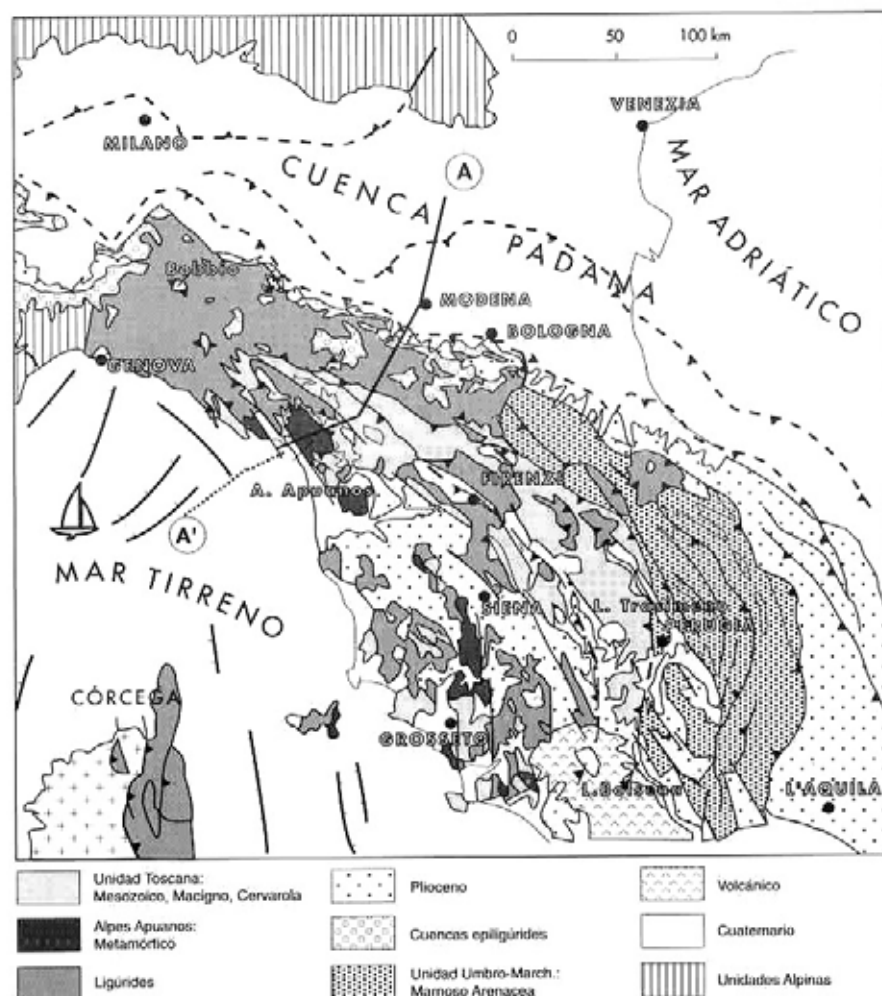 0 50 100 km
VENEZIA
MILANO
MAR ADRIÁTICO
CUENCA PADANA
A
Bobbio
MODENA
BOLOGNA
GENOVA
FIRENZE
A. Apuanos
A'
MAR TIRRENO
SIENA
L. Trasimeno
PERUGIA
CÓRCEGA
GROSSETO
L. Bolsena
L'AQUÍLA
Unidad Toscana:
Mesozoico, Macigno, Cervarola
Plioceno
Volcánico
Alpes Apuanos:
Metamórfico
Cuencas epiligúrides
Cuaternario
Ligúrides
Unidad Umbro-March.:
Marnoso Arenacea
Unidades Alpinas